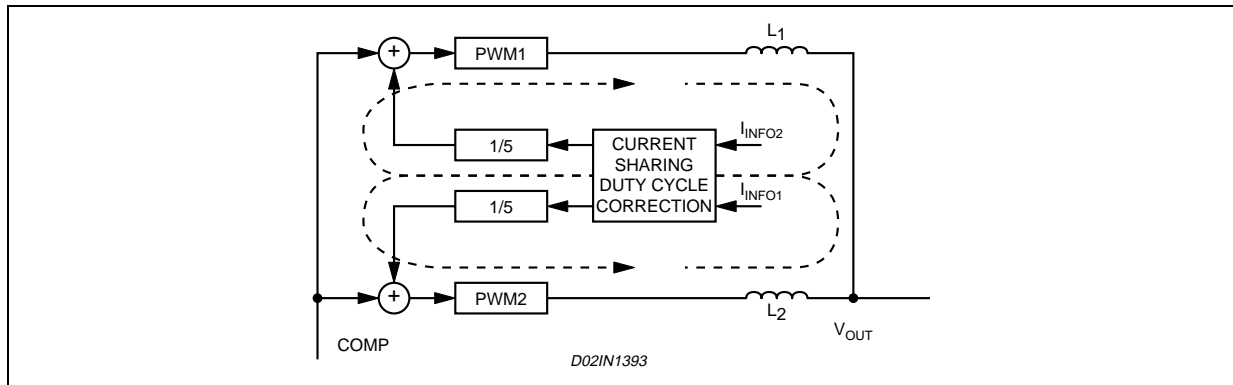 L1
+
PWM1
1/5
CURRENT
SHARING
DUTY CYCLE
CORRECTION
IINFO2
1/5
IINFO1
+
PWM2
L2
VOUT
COMP
D02IN1393